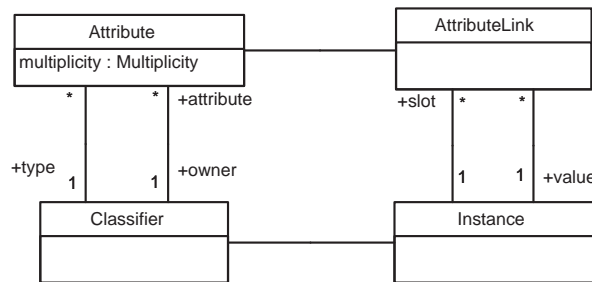 Attribute
multiplicity : Multiplicity
AttributeLink
* * +attribute
+slot * *
+type 1 1 +owner
1 1 +value
Classifier
Instance